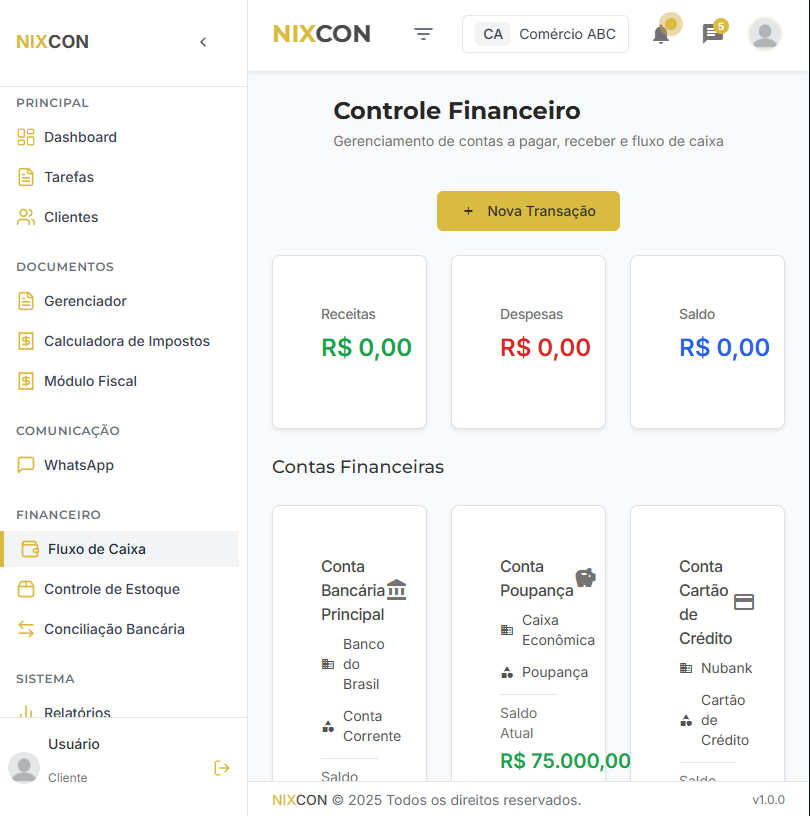 NIXCON
PRINCIPAL
Dashboard
Tarefas
Clientes
DOCUMENTOS
Gerenciador
Calculadora de Impostos
Módulo Fiscal
COMUNICAÇÃO
WhatsApp
FINANCEIRO
Fluxo de Caixa
Controle de Estoque
Conciliação Bancária
SISTEMA
Relatórios
Usuário
Cliente
NIXCON
CA Comércio ABC
5
Controle Financeiro
Gerenciamento de contas a pagar, receber e fluxo de caixa
+ Nova Transação
Receitas
R$ 0,00
Despesas
R$ 0,00
Saldo
R$ 0,00
Contas Financeiras
Conta
Bancária
Principal
Banco
do
Brasil
Conta
Corrente
Saldo
Conta
Poupança
Caixa
Econômica
Poupança
Saldo
Atual
R$ 75.000,00
Conta
Cartão
de
Crédito
Nubank
Cartão
de
Crédito
Saldo
NIXCON © 2025 Todos os direitos reservados.
v1.0.0